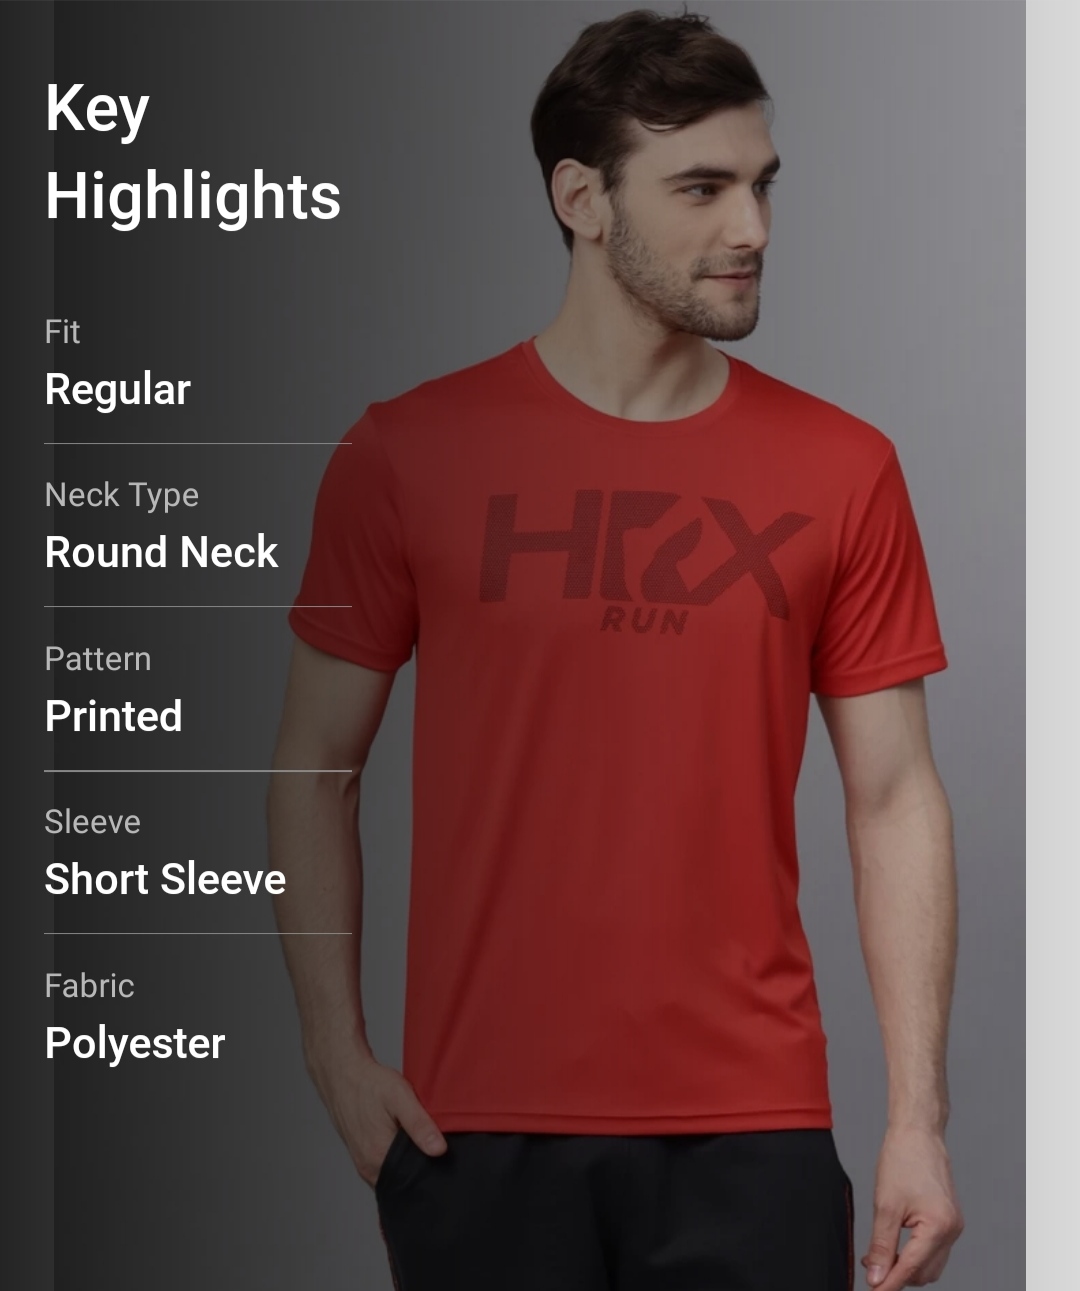 Key
Highlights
Fit
Regular
Neck Type
Round Neck
Pattern
Printed
Sleeve
Short Sleeve
Fabric
Polyester
HRX
RUN